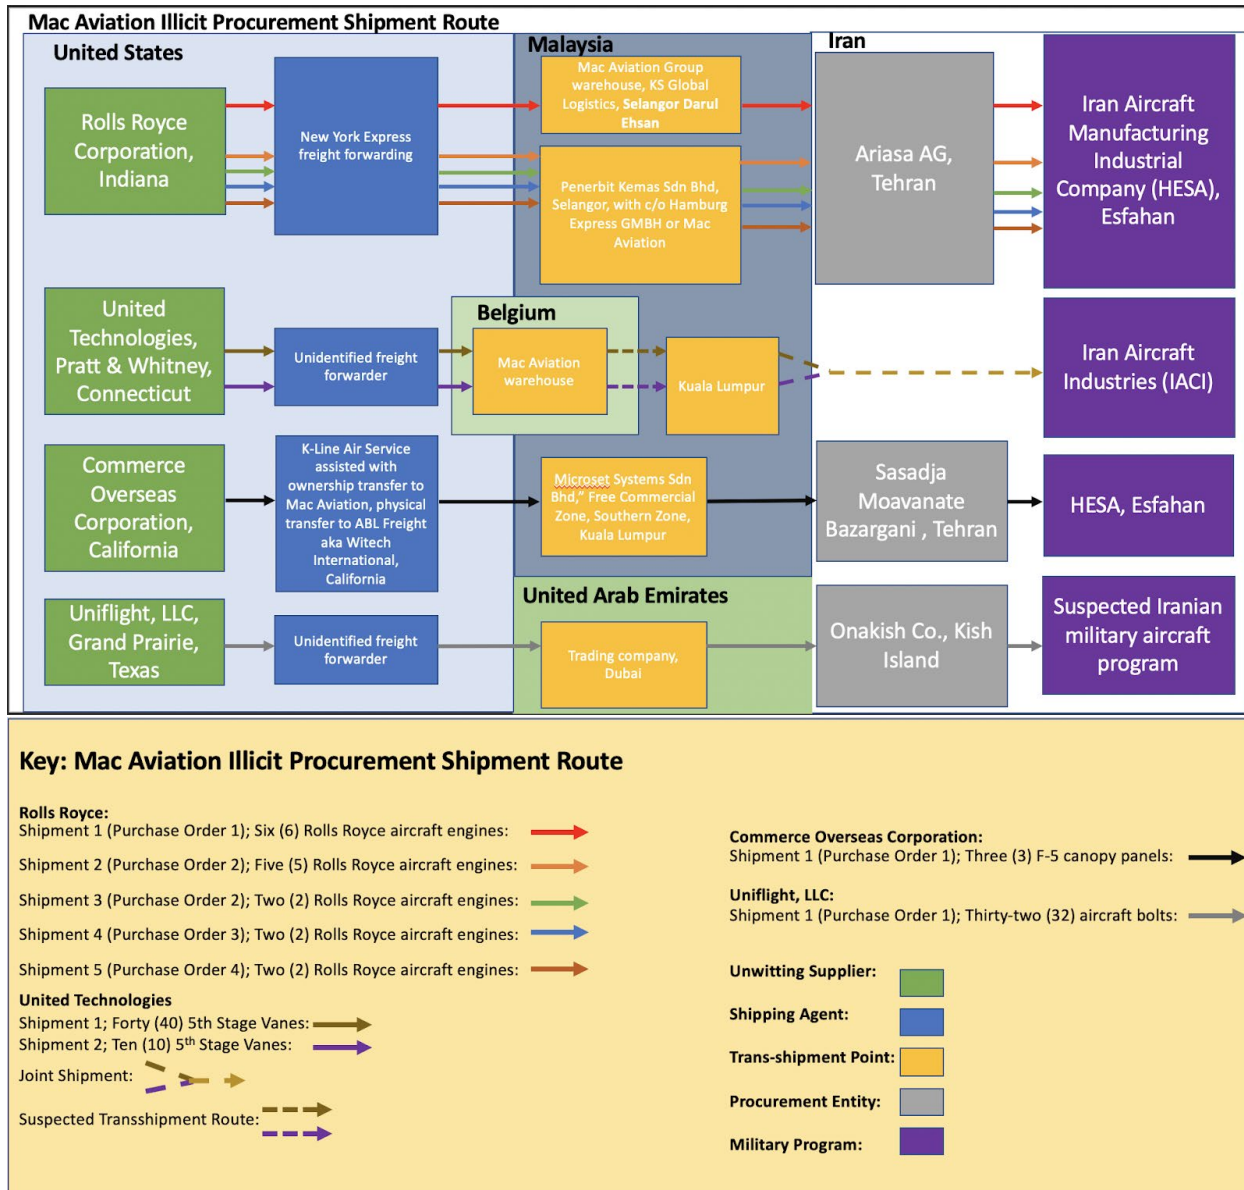 Mac Aviation Illicit Procurement Shipment Route
United States
Malaysia
Iran
Rolls Royce
Corporation,
Indiana
New York Express
freight forwarding
Mac Aviation Group
warehouse, KS Global
Logistics, Selangor Darul
Ehsan
Penerbit Kemas Sdn Bhd,
Selangor, with c/o Hamburg
Express GMBH or Mac
Aviation
Ariasa AG,
Tehran
Iran Aircraft
Manufacturing
Industrial
Company (HESA),
Esfahan
United
Technologies,
Pratt & Whitney,
Connecticut
Unidentified freight
forwarder
Belgium
Mac Aviation
warehouse
Kuala Lumpur
Iran Aircraft
Industries (IACI)
Commerce
Overseas
Corporation,
California
K-Line Air Service
assisted with
ownership transfer to
Mac Aviation, physical
transfer to ABL Freight
aka Witech
International,
California
Microset Systems Sdn
Bhd,” Free Commercial
Zone, Southern Zone,
Kuala Lumpur
Sasadja
Moavanate
Bazargani , Tehran
HESA, Esfahan
Uniflight, LLC,
Grand Prairie,
Texas
Unidentified freight
forwarder
United Arab Emirates
Trading company,
Dubai
Onakish Co., Kish
Island
Suspected Iranian
military aircraft
program
Key: Mac Aviation Illicit Procurement Shipment Route
Rolls Royce:
Shipment 1 (Purchase Order 1); Six (6) Rolls Royce aircraft engines:
Shipment 2 (Purchase Order 2); Five (5) Rolls Royce aircraft engines:
Shipment 3 (Purchase Order 2); Two (2) Rolls Royce aircraft engines:
Shipment 4 (Purchase Order 3); Two (2) Rolls Royce aircraft engines:
Shipment 5 (Purchase Order 4); Two (2) Rolls Royce aircraft engines:
United Technologies
Shipment 1; Forty (40) 5th Stage Vanes:
Shipment 2; Ten (10) 5th Stage Vanes:
Joint Shipment:
Suspected Transshipment Route:
Commerce Overseas Corporation:
Shipment 1 (Purchase Order 1); Three (3) F-5 canopy panels:
Uniflight, LLC:
Shipment 1 (Purchase Order 1); Thirty-two (32) aircraft bolts:
Unwitting Supplier:
Shipping Agent:
Trans-shipment Point:
Procurement Entity:
Military Program: